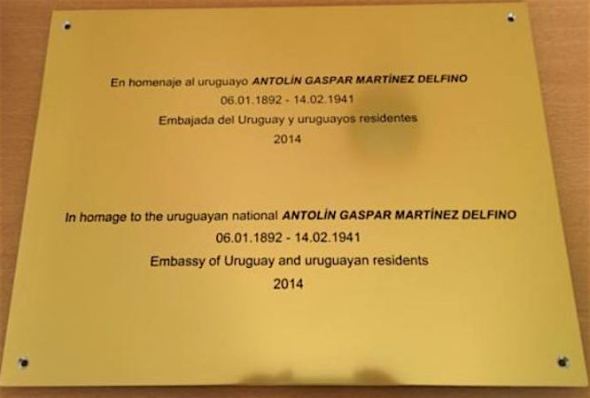 En homenaje al uruguayo ANTOLÍN GASPAR MARTÍNEZ DELFINO
06.01.1892 - 14.02.1941
Embajada del Uruguay y uruguayos residentes
2014
In homage to the uruguayan national ANTOLÍN GASPAR MARTÍNEZ DELFINO
06.01.1892 - 14.02.1941
Embassy of Uruguay and uruguayan residents
2014